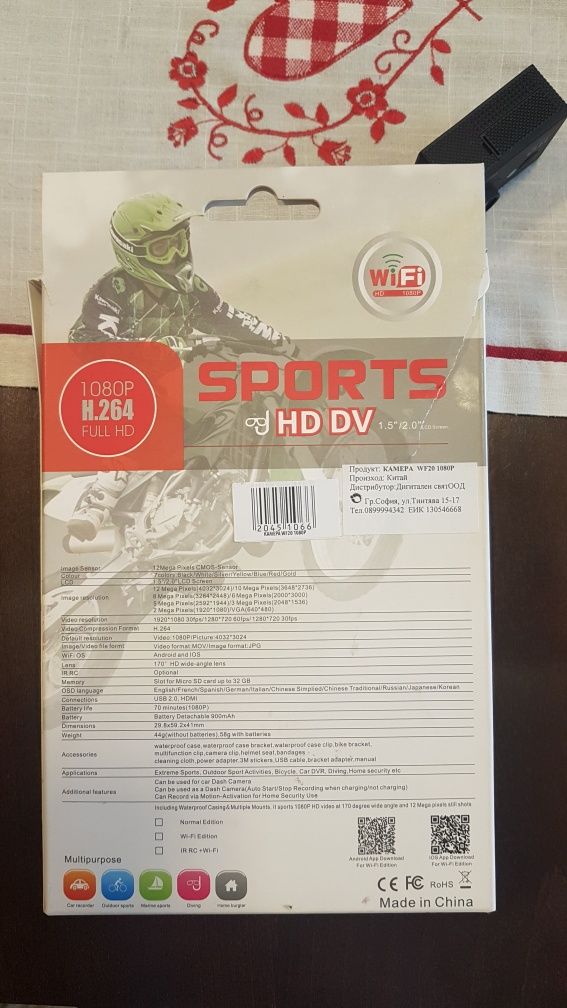 WiFi
HD 1080P
1080P
H.264
FULL HD
SPORTS
HD DV 1.5"/2.0" LCD Screen
Продукт: КАМЕРА WF20 1080P
Произход: Китай
Дистрибутор:Дигитален святООД
Гр.София, ул.Тинтява 15-17
Тел.0899994342 ЕИК 130546668
20451066
КАМЕРА WF20 1080P
Image Sensor 12Mega Pixels CMOS-Sensor
Colour 7colors Black/White/Silver/Yellow/Blue/Red/Gold
LCD 1.5"/2.0"LCD Screen
Image resolution 12 Mega Pixels(4032*3024)/10 Mega Pixels(3648*2736)
8 Mega Pixels(3264*2448)/6 Mega Pixels(2000*3000)
5 Mega Pixels(2592*1944)/3 Mega Pixels(2048*1536)
2 Mega Pixels(1920*1080)/VGA(640*480)
Video resolution 1920*1080 30fps/1280*720 60fps/1280*720 30fps
Video Compression Format H.264
Default resolution Video:1080P/Picture:4032*3024
Image/Video file formt Video format:MOV/Image format:JPG
WiFi OS Android and IOS
Lens 170° HD wide-angle lens
IR RC Optional
Memory Slot for Micro SD card up to 32 GB
OSD language English/French/Spanish/German/Italian/Chinese Simplied/Chinese Traditional/Russian/Japanese/Korean
Connections USB 2.0, HDMI
Battery life 70 minutes(1080P)
Battery Battery Detachable 900mAh
Dimensions 29.8x59.2x41mm
Weight 44g(without batteries),58g with batteries
Accessories waterproof case,waterproof case bracket,waterproof case clip,bike bracket,
multifunction clip,camera clip,helmet seat,bandages
cleaning cloth,power adapter,3M stickers,USB cable,bracket adapter,manual
Applications Extreme Sports, Outdoor Sport Activities, Bicycle, Car DVR, Diving,Home security etc
Additional features Can be used for car Dash Camera
Can be used as a Dash Camera(Auto Start/Stop Recording when charging/not charging)
Can Record via Motion-Activation for Home Security Use
Including Waterproof Casing&Multiple Mounts, it sports 1080P HD video at 170 degree wide angle and 12 Mega pixels still shots
Normal Edition
Wi-Fi Edition
IR RC +Wi-Fi
Android App Download
For Wi-Fi Edition
IOS App Download
For Wi-Fi Edition
Multipurpose
Car recorder Outdoor sports Marine sports Diving Home burglar
CE FC RoHS
Made in China